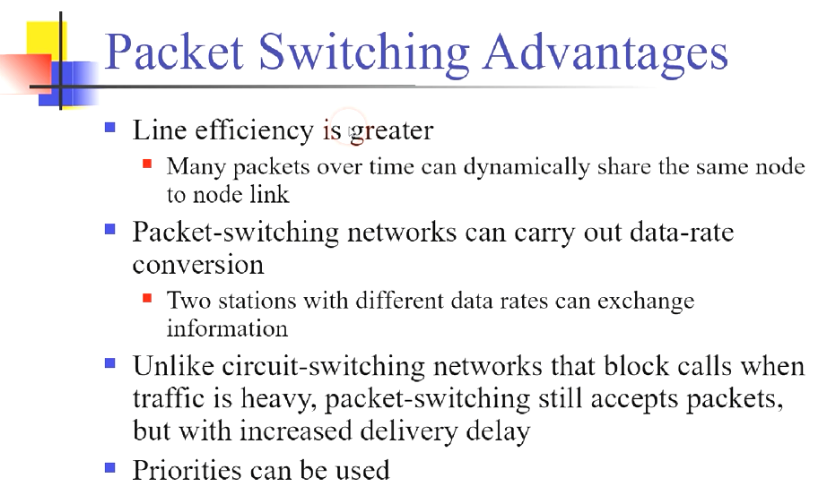 Packet Switching Advantages
Line efficiency is greater
Many packets over time can dynamically share the same node
to node link
Packet-switching networks can carry out data-rate
conversion
Two stations with different data rates can exchange
information
Unlike circuit-switching networks that block calls when
traffic is heavy, packet-switching still accepts packets,
but with increased delivery delay
Priorities can be used